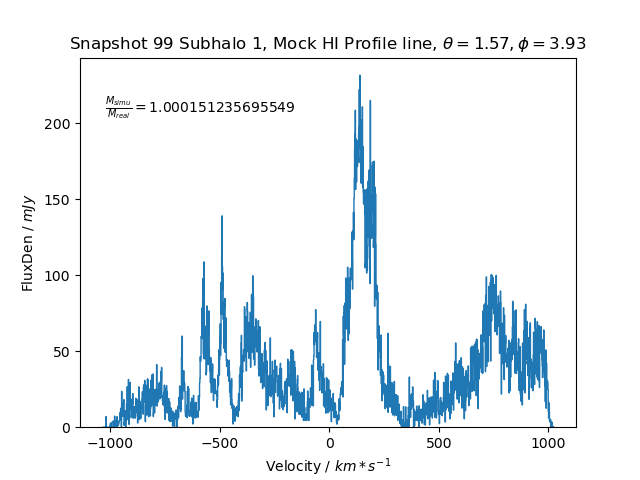 Snapshot 99 Subhalo 1, Mock HI Profile line, θ = 1.57, ϕ = 3.93
M_simu/M_real = 1.000151235695549
FluxDen / mJy
200
150
100
50
0
−1000 −500 0 500 1000
Velocity / km * s⁻¹